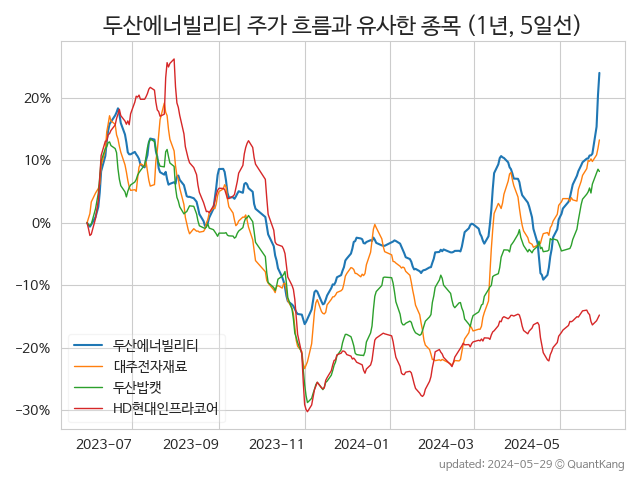 두산에너빌리티 주가 흐름과 유사한 종목 (1년, 5일선)
20%
10%
0%
−10%
−20%
−30%
두산에너빌리티
대주전자재료
두산밥캣
HD현대인프라코어
2023-07
2023-09
2023-11
2024-01
2024-03
2024-05
updated: 2024-05-29 © QuantKang